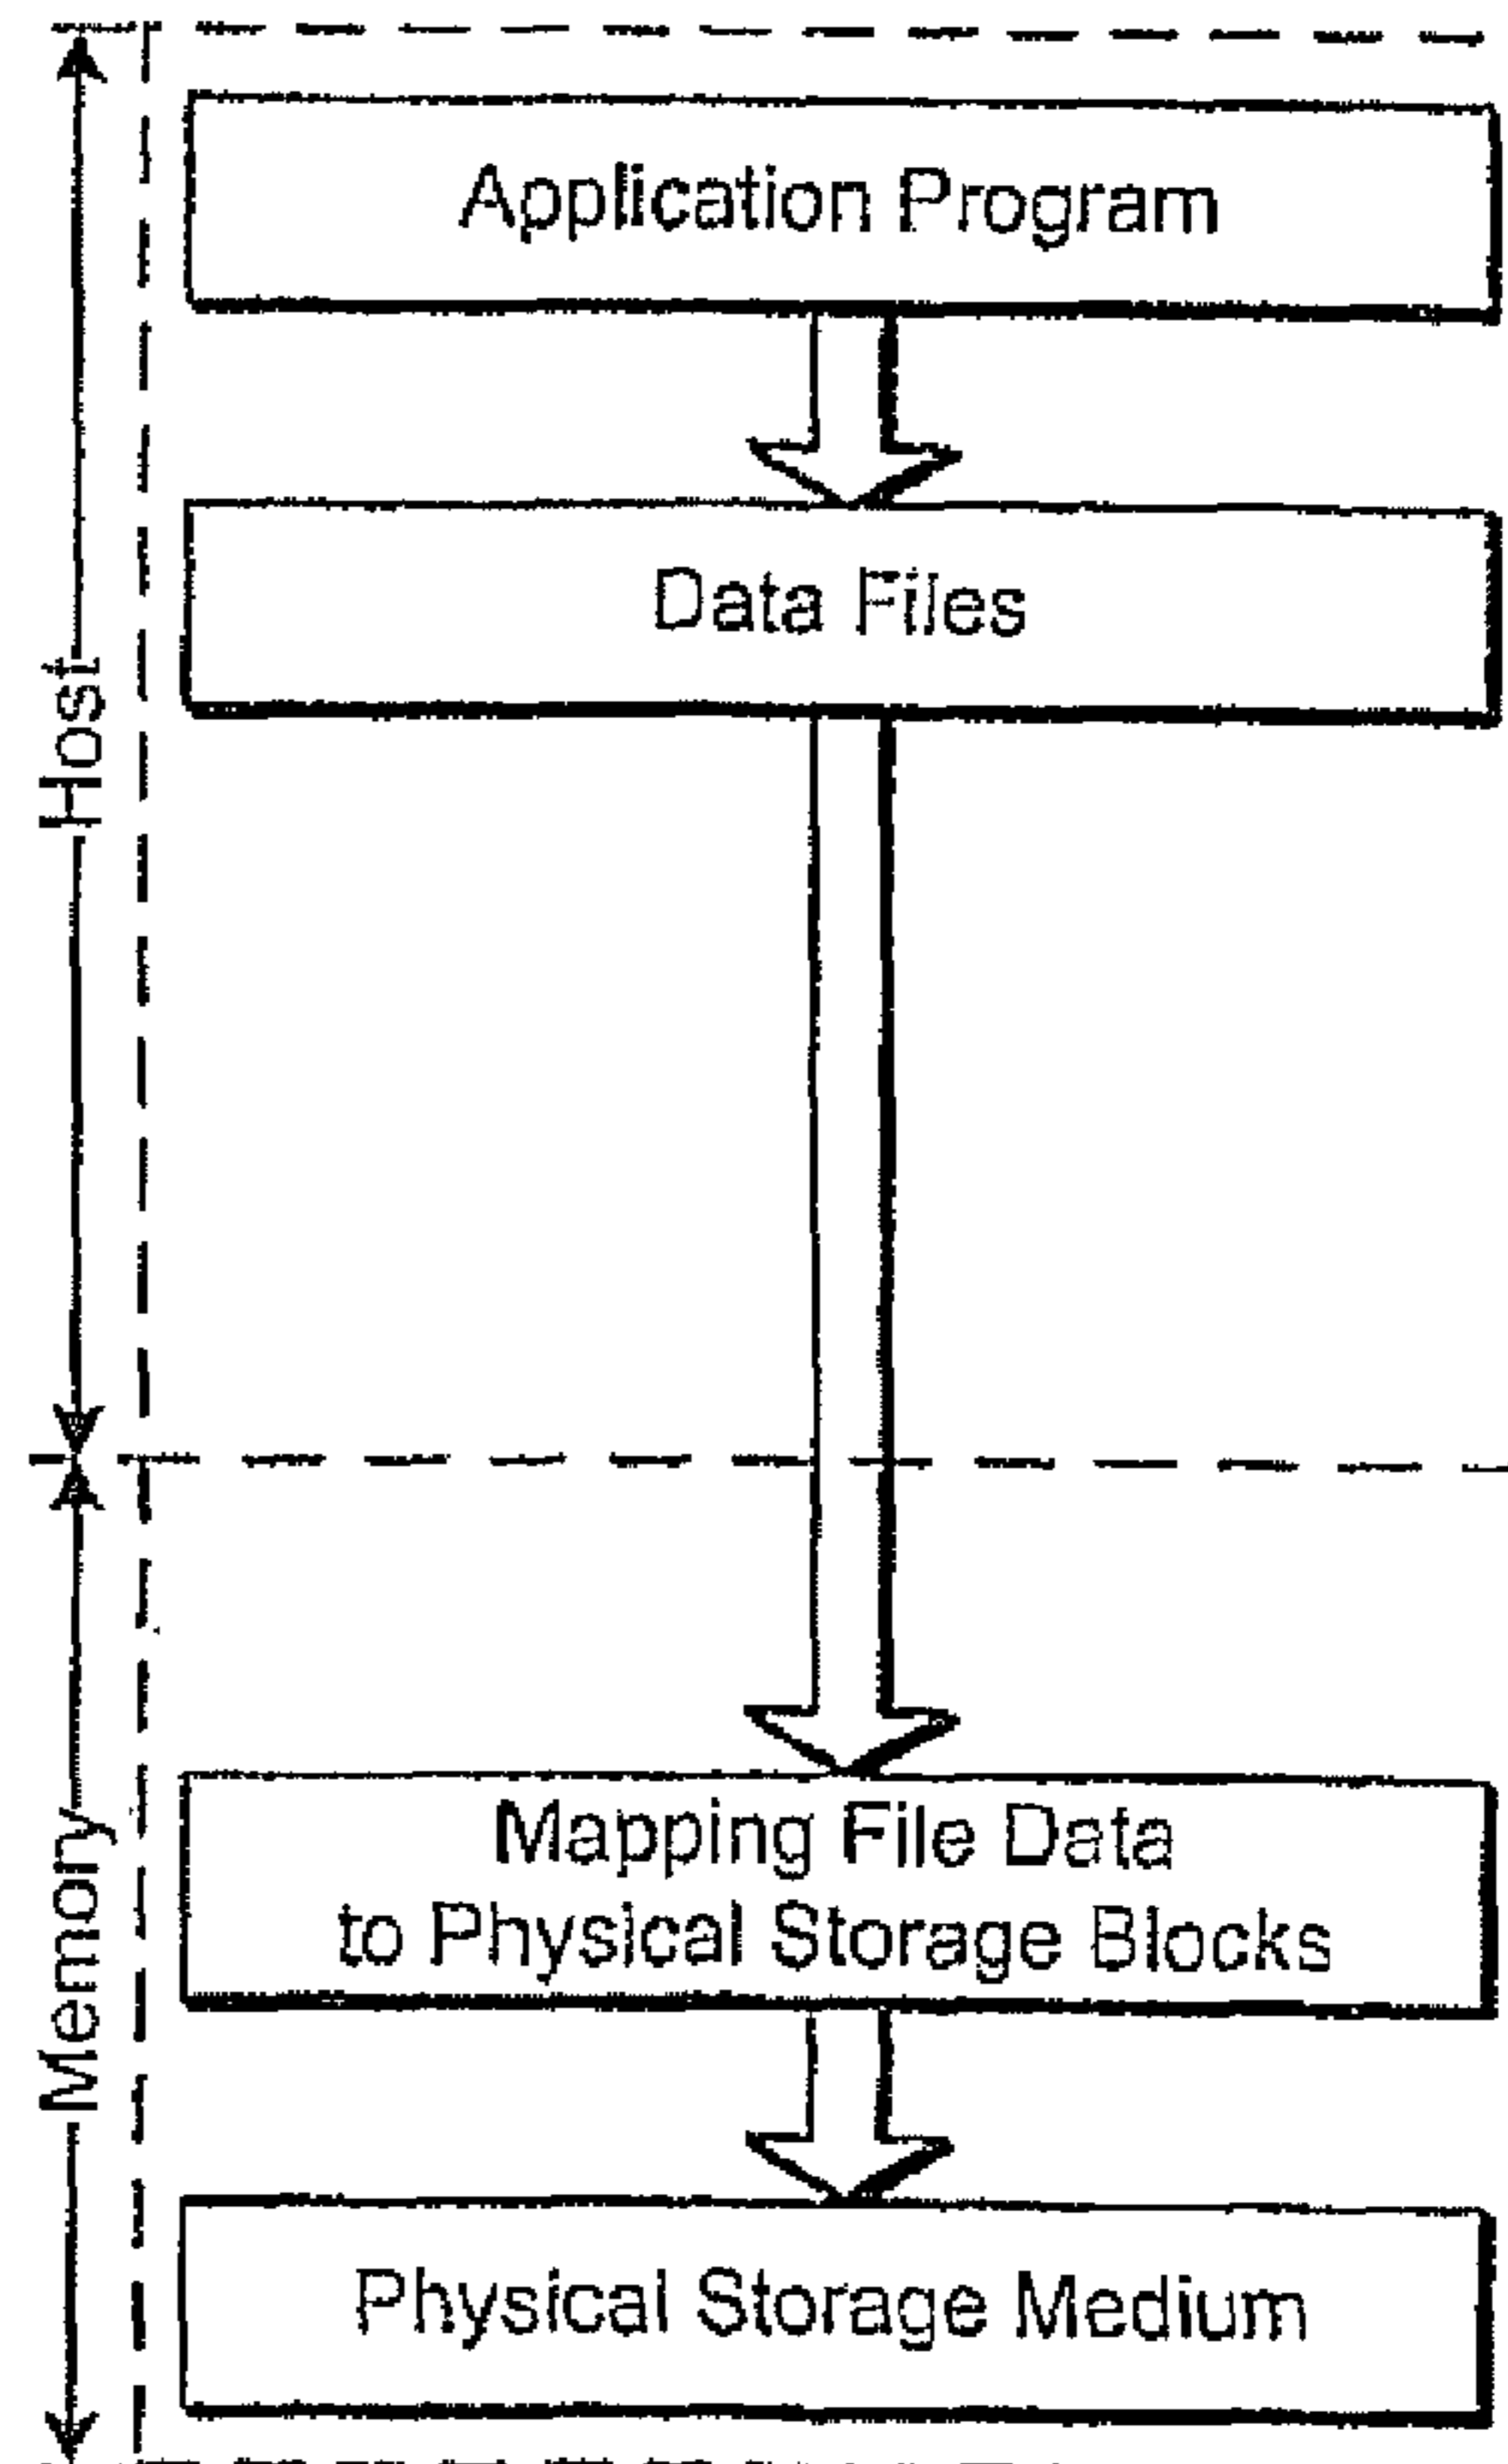 Application Program
Data Files
Host
Mapping File Data
to Physical Storage Blocks
Memory
Physical Storage Medium